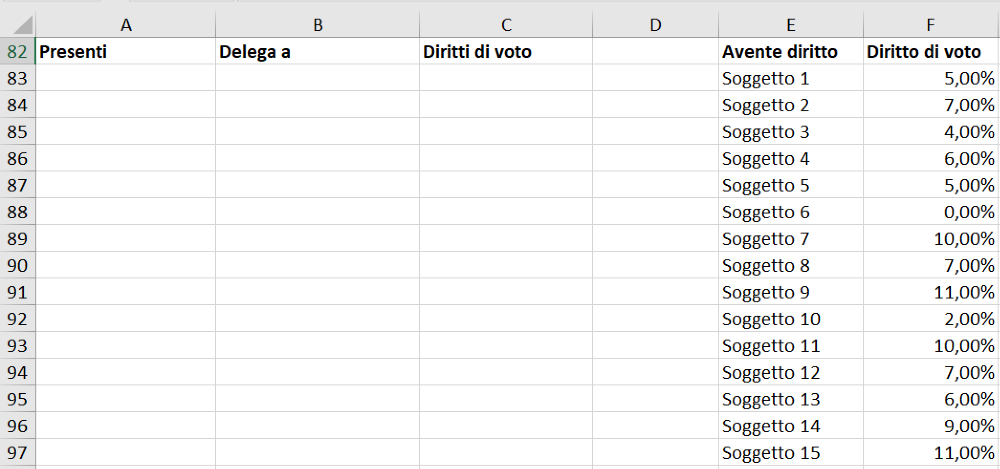 A B C D E F
82 Presenti Delega a Diritti di voto Avente diritto Diritto di voto
83 Soggetto 1 5,00%
84 Soggetto 2 7,00%
85 Soggetto 3 4,00%
86 Soggetto 4 6,00%
87 Soggetto 5 5,00%
88 Soggetto 6 0,00%
89 Soggetto 7 10,00%
90 Soggetto 8 7,00%
91 Soggetto 9 11,00%
92 Soggetto 10 2,00%
93 Soggetto 11 10,00%
94 Soggetto 12 7,00%
95 Soggetto 13 6,00%
96 Soggetto 14 9,00%
97 Soggetto 15 11,00%